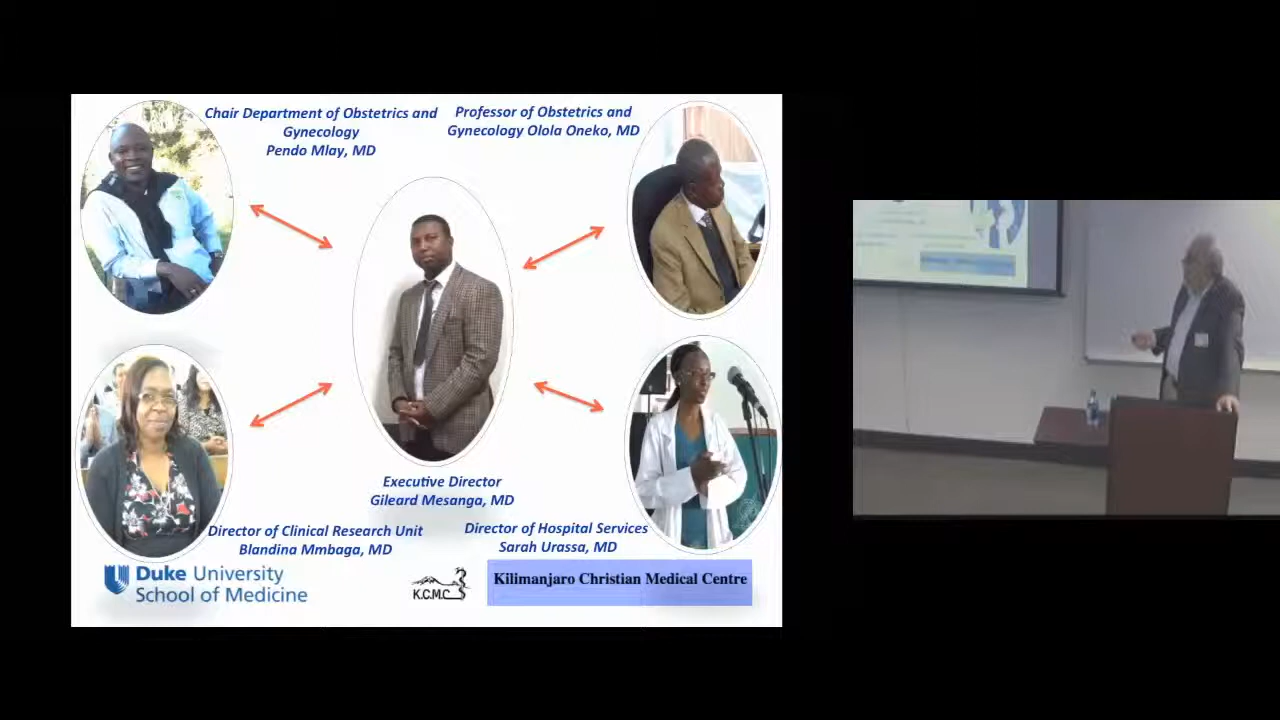 Chair Department of Obstetrics and
Gynecology
Pendo Mlay, MD
Professor of Obstetrics and
Gynecology Olola Oneko, MD
Executive Director
Gileard Mesanga, MD
Director of Clinical Research Unit
Blandina Mmbaga, MD
Director of Hospital Services
Sarah Urassa, MD
Duke University
School of Medicine
K.C.M.C
Kilimanjaro Christian Medical Centre